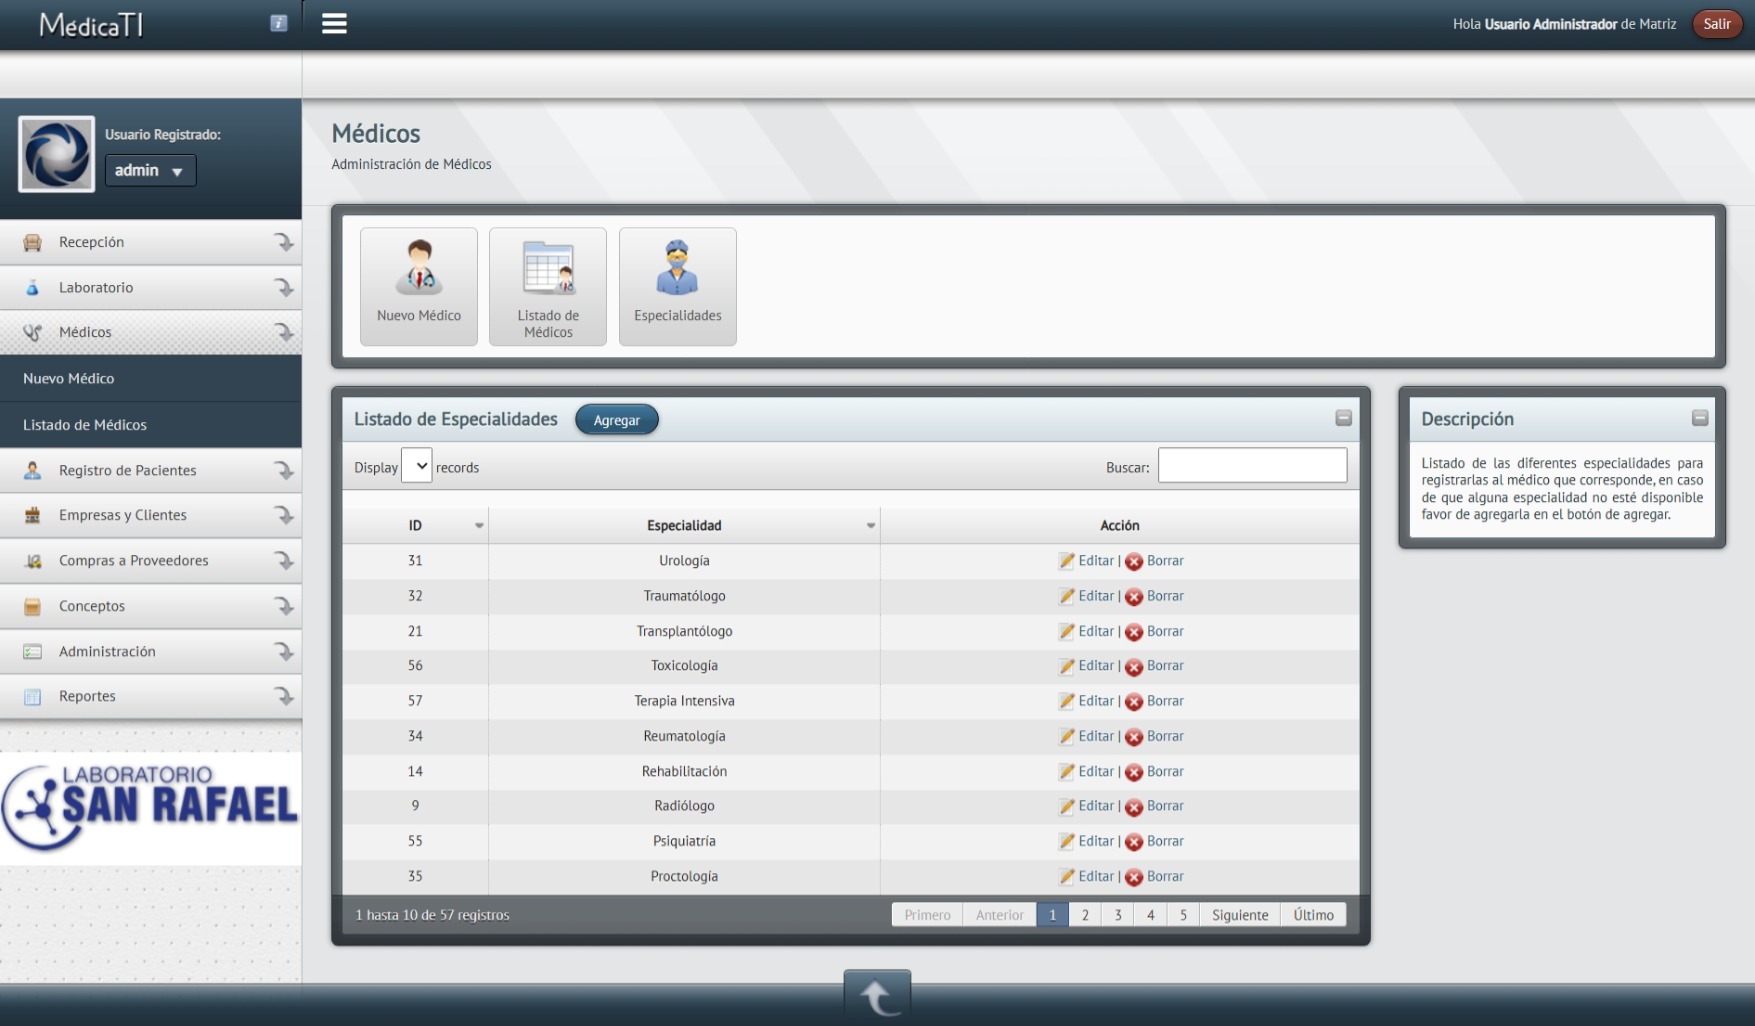 MédicaTI
Hola Usuario Administrador de Matriz
Salir
Usuario Registrado:
admin
Recepción
Laboratorio
Médicos
Nuevo Médico
Listado de Médicos
Registro de Pacientes
Empresas y Clientes
Compras a Proveedores
Conceptos
Administración
Reportes
LABORATORIO
SAN RAFAEL
Médicos
Administración de Médicos
Nuevo Médico
Listado de
Médicos
Especialidades
Listado de Especialidades
Agregar
Display records
Buscar:
ID Especialidad Acción
31 Urología Editar | Borrar
32 Traumatólogo Editar | Borrar
21 Transplantólogo Editar | Borrar
56 Toxicología Editar | Borrar
57 Terapia Intensiva Editar | Borrar
34 Reumatología Editar | Borrar
14 Rehabilitación Editar | Borrar
9 Radiólogo Editar | Borrar
55 Psiquiatría Editar | Borrar
35 Proctología Editar | Borrar
1 hasta 10 de 57 registros
Primero Anterior 1 2 3 4 5 Siguiente Último
Descripción
Listado de las diferentes especialidades para
registrarlas al médico que corresponde, en caso
de que alguna especialidad no esté disponible
favor de agregarla en el botón de agregar.